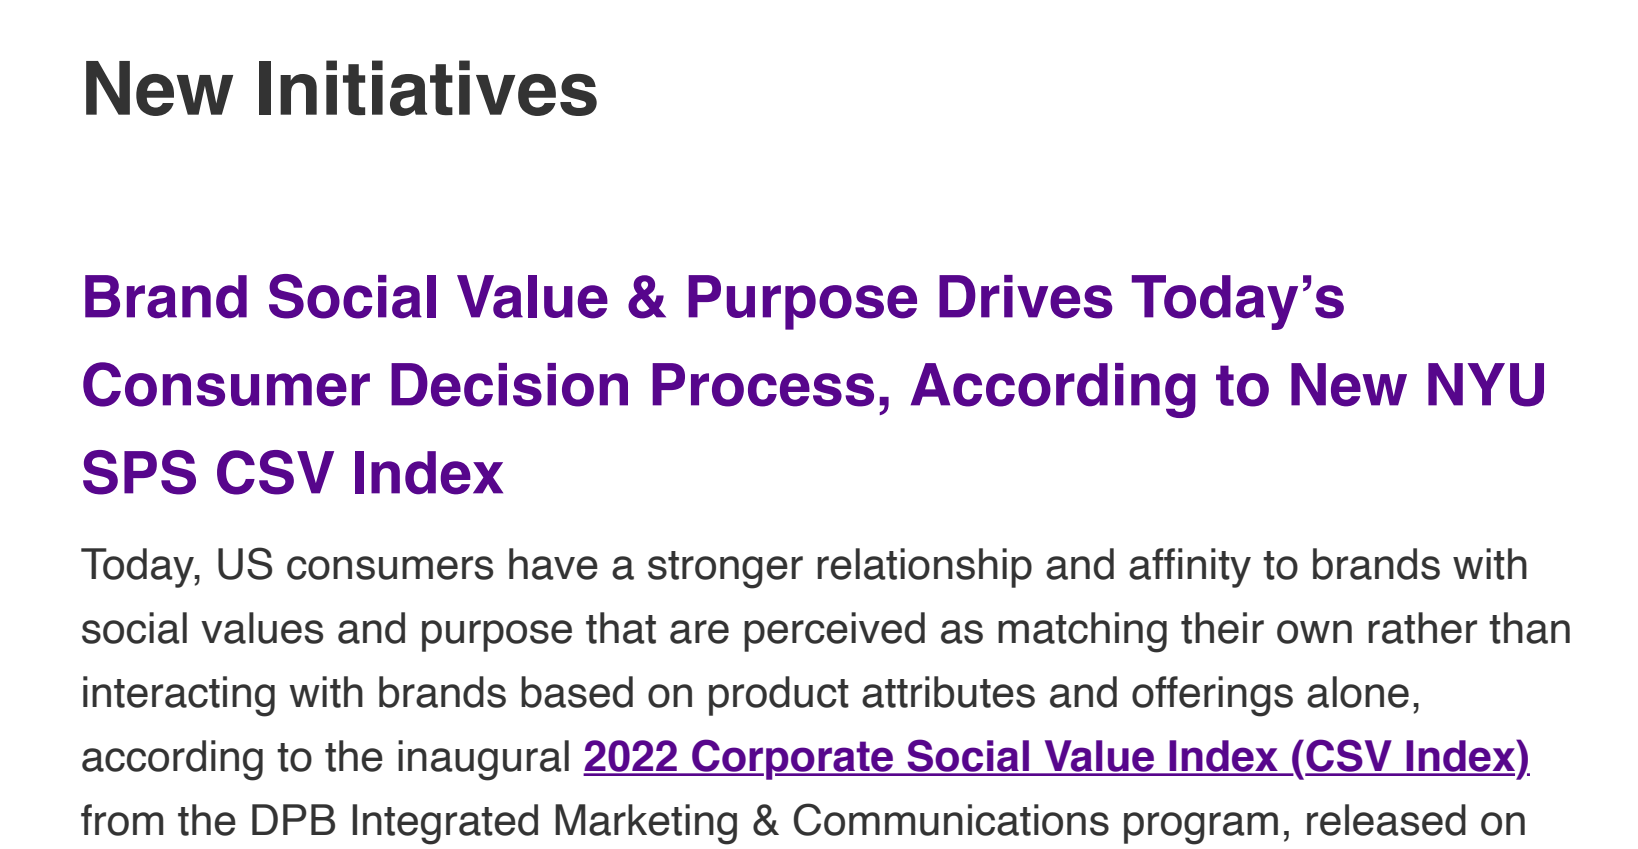 New Initiatives
Brand Social Value & Purpose Drives Today’s
Consumer Decision Process, According to New NYU
SPS CSV Index
Today, US consumers have a stronger relationship and affinity to brands with
social values and purpose that are perceived as matching their own rather than
interacting with brands based on product attributes and offerings alone,
according to the inaugural 2022 Corporate Social Value Index (CSV Index)
from the DPB Integrated Marketing & Communications program, released on